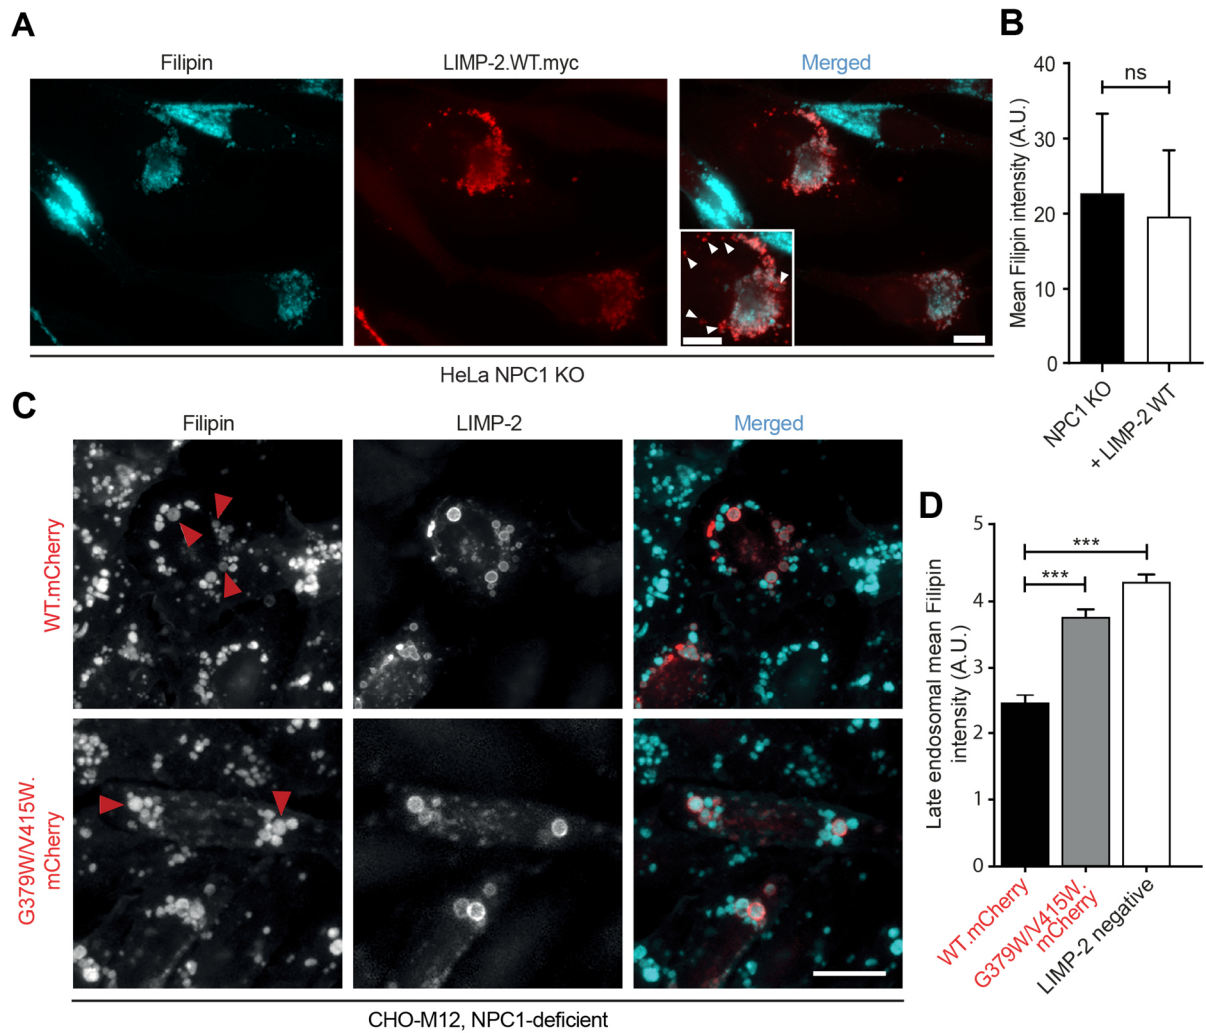 A
Filipin
LIMP-2.WT.myc
Merged
HeLa NPC1 KO
B
Mean Filipin intensity (A.U.)
40
30
20
10
0
ns
NPC1 KO
+ LIMP-2 WT
C
Filipin
LIMP-2
Merged
WT.mCherry
G379W/V415W.
mCherry
CHO-M12, NPC1-deficient
D
Late endosomal mean Filipin
intensity (A.U.)
5
4
3
2
1
0
***
***
WT.mCherry
G379W/V415W.
mCherry
LIMP-2 negative